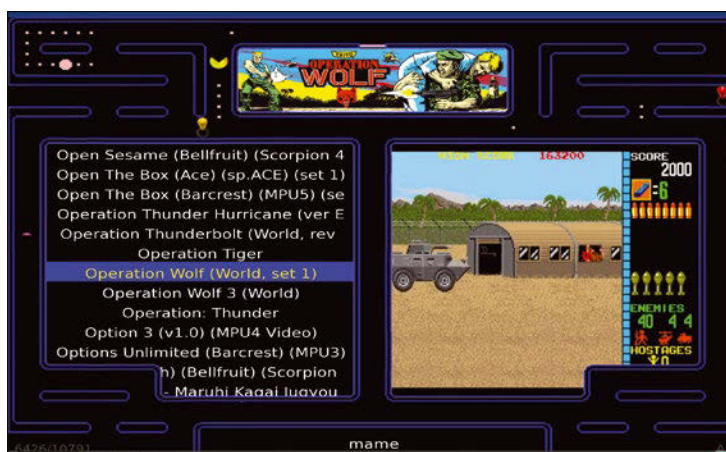 OPERATION
WOLF
Open Sesame (Bellfruit) (Scorpion 4
Open The Box (Ace) (sp.ACE) (set 1)
Open The Box (Barcrest) (MPU5) (se
Operation Thunder Hurricane (ver E
Operation Thunderbolt (World, rev
Operation Tiger
Operation Wolf (World, set 1)
Operation Wolf 3 (World)
Operation: Thunder
Option 3 (v1.0) (MPU4 Video)
Options Unlimited (Barcrest) (MPU3)
h) (Bellfruit) (Scorpion
- Maruhi Kagai Jugyou
HIGH SCORE 163200
SCORE
2000
=6
ENEMIES
40 4 4
HOSTAGES
0
mame
6426/10791
A